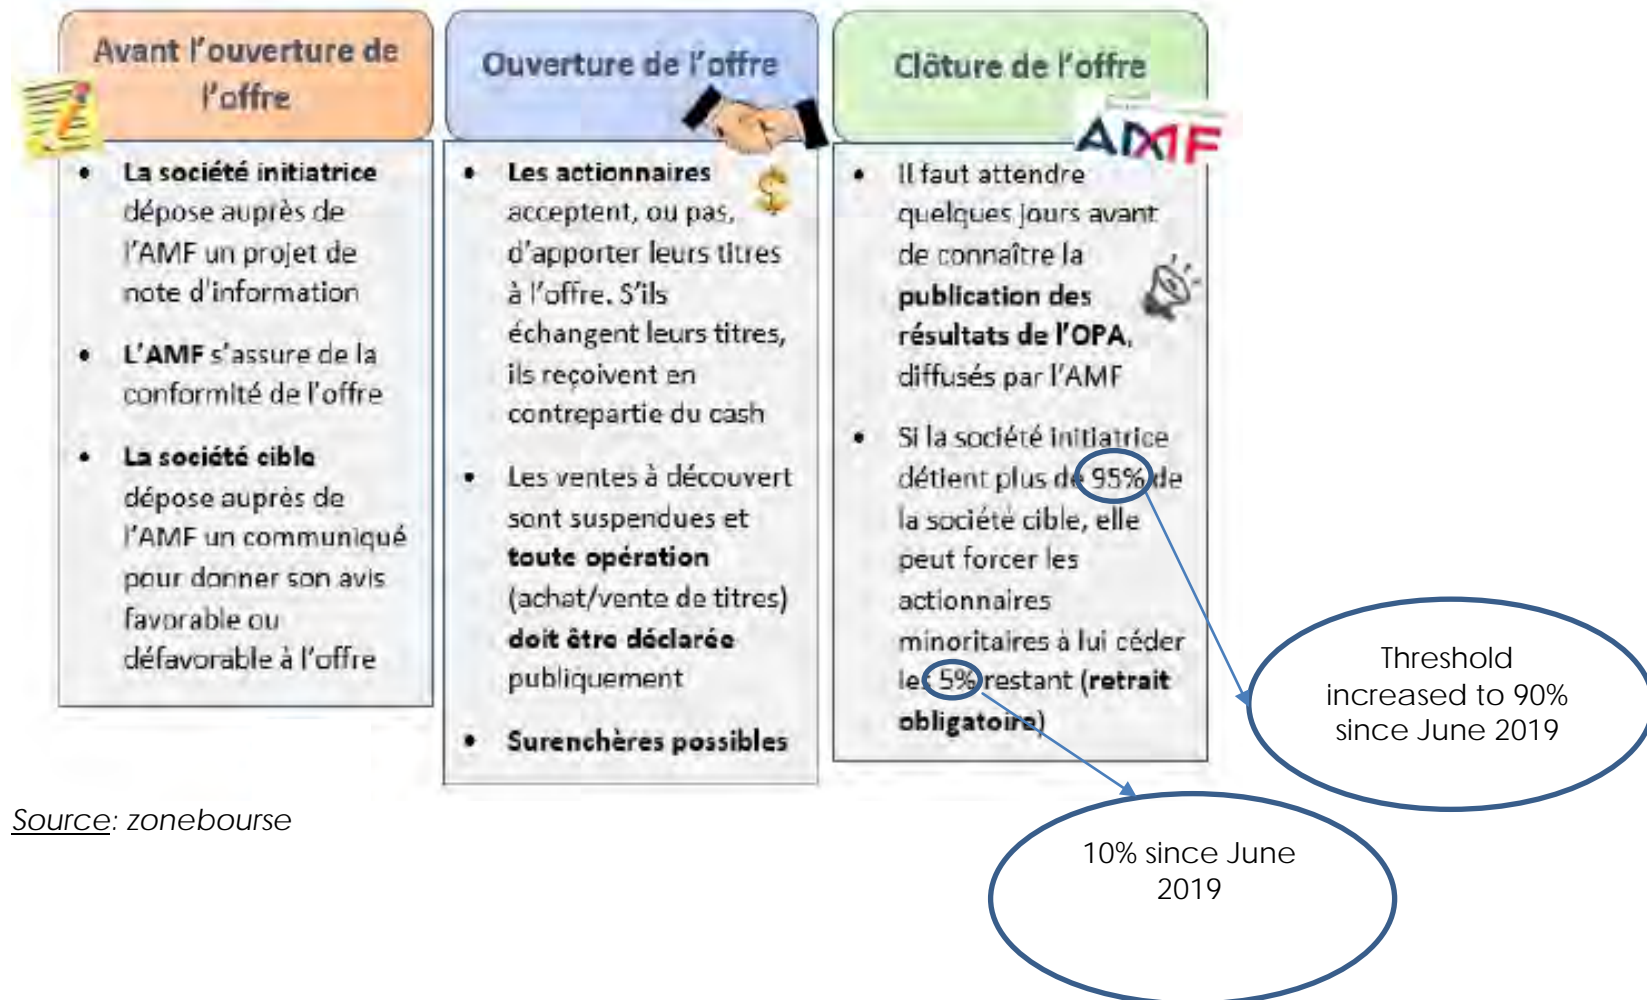 Avant l'ouverture de
l'offre
La société initiatrice
dépose auprès de
l'AMF un projet de
note d'information
L'AMF s'assure de la
conformité de l'offre
La société cible
dépose auprès de
l'AMF un communiqué
pour donner son avis
favorable ou
défavorable à l'offre
Ouverture de l'offre
$
Les actionnaires
acceptent, ou pas,
d'apporter leurs titres
à l'offre. S'ils
échangent leurs titres,
ils reçoivent en
contrepartie du cash
Les ventes à découvert
sont suspendues et
toute opération
(achat/vente de titres)
doit être déclarée
publiquement
Surenchères possibles
Clôture de l'offre
AMF
Il faut attendre
quelques jours avant
de connaître la
publication des
résultats de l'OPA,
diffusés par l'AMF
Si la société initiatrice
détient plus de 95% de
la société cible, elle
peut forcer les
actionnaires
minoritaires à lui céder
les 5% restant (retrait
obligatoire)
Threshold
increased to 90%
since June 2019
10% since June
2019
Source: zonebourse